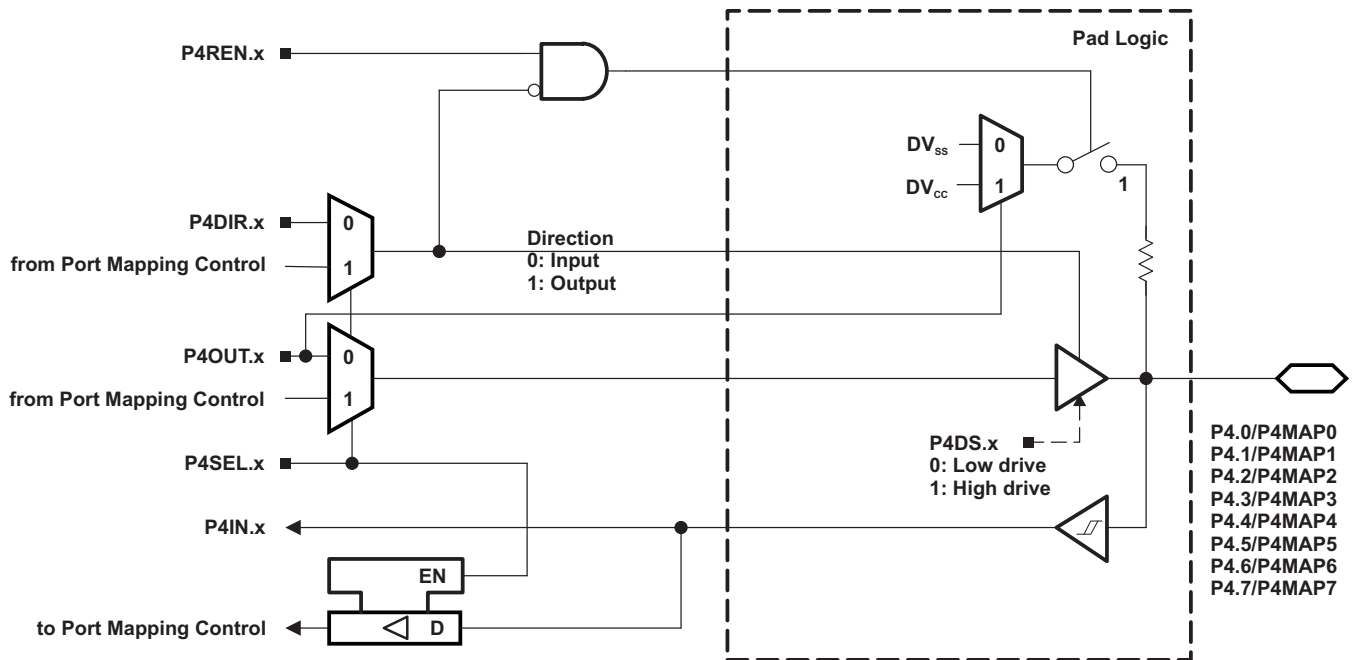 Pad Logic
P4REN.x
DVss
0
DVcc
1
1
P4DIR.x
0
from Port Mapping Control
1
Direction
0: Input
1: Output
P4OUT.x
0
from Port Mapping Control
1
P4SEL.x
P4DS.x
0: Low drive
1: High drive
P4IN.x
EN
to Port Mapping Control
D
P4.0/P4MAP0
P4.1/P4MAP1
P4.2/P4MAP2
P4.3/P4MAP3
P4.4/P4MAP4
P4.5/P4MAP5
P4.6/P4MAP6
P4.7/P4MAP7